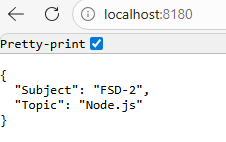 localhost:8180
Pretty-print
{
  "Subject": "FSD-2",
  "Topic": "Node.js"
}